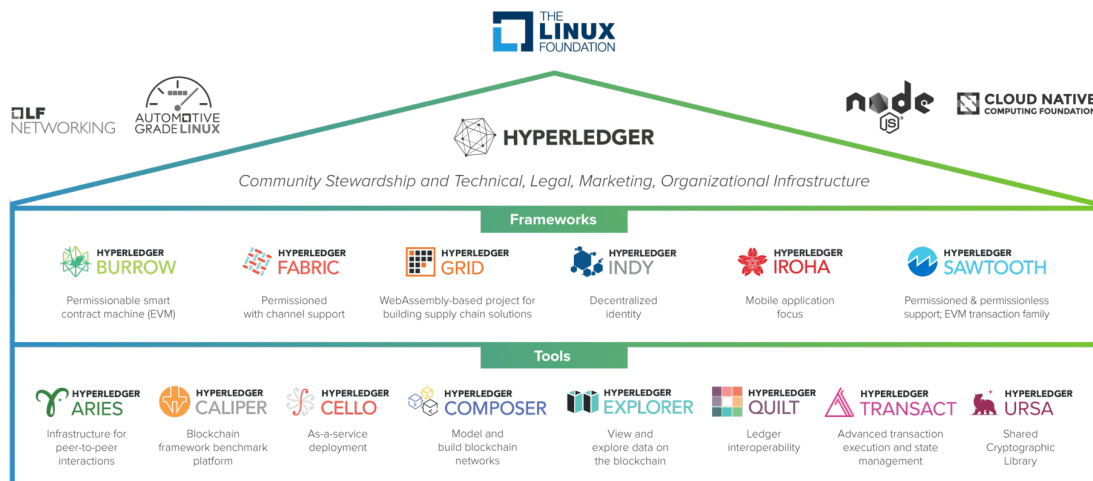 THE
LINUX
FOUNDATION
LF
NETWORKING
AUTOMOTIVE
GRADE LINUX
node
JS
CLOUD NATIVE
COMPUTING FOUNDATION
HYPERLEDGER
Community Stewardship and Technical, Legal, Marketing, Organizational Infrastructure
Frameworks
HYPERLEDGER
BURROW
Permissionable smart
contract machine (EVM)
HYPERLEDGER
FABRIC
Permissioned
with channel support
HYPERLEDGER
GRID
WebAssembly-based project for
building supply chain solutions
HYPERLEDGER
INDY
Decentralized
identity
HYPERLEDGER
IROHA
Mobile application
focus
HYPERLEDGER
SAWTOOTH
Permissioned & permissionless
support; EVM transaction family
Tools
HYPERLEDGER
ARIES
Infrastructure for
peer-to-peer
interactions
HYPERLEDGER
CALIPER
Blockchain
framework benchmark
platform
HYPERLEDGER
CELLO
As-a-service
deployment
HYPERLEDGER
COMPOSER
Model and
build blockchain
networks
HYPERLEDGER
EXPLORER
View and
explore data on
the blockchain
HYPERLEDGER
QUILT
Ledger
interoperability
HYPERLEDGER
TRANSACT
Advanced transaction
execution and state
management
HYPERLEDGER
URSA
Shared
Cryptographic
Library